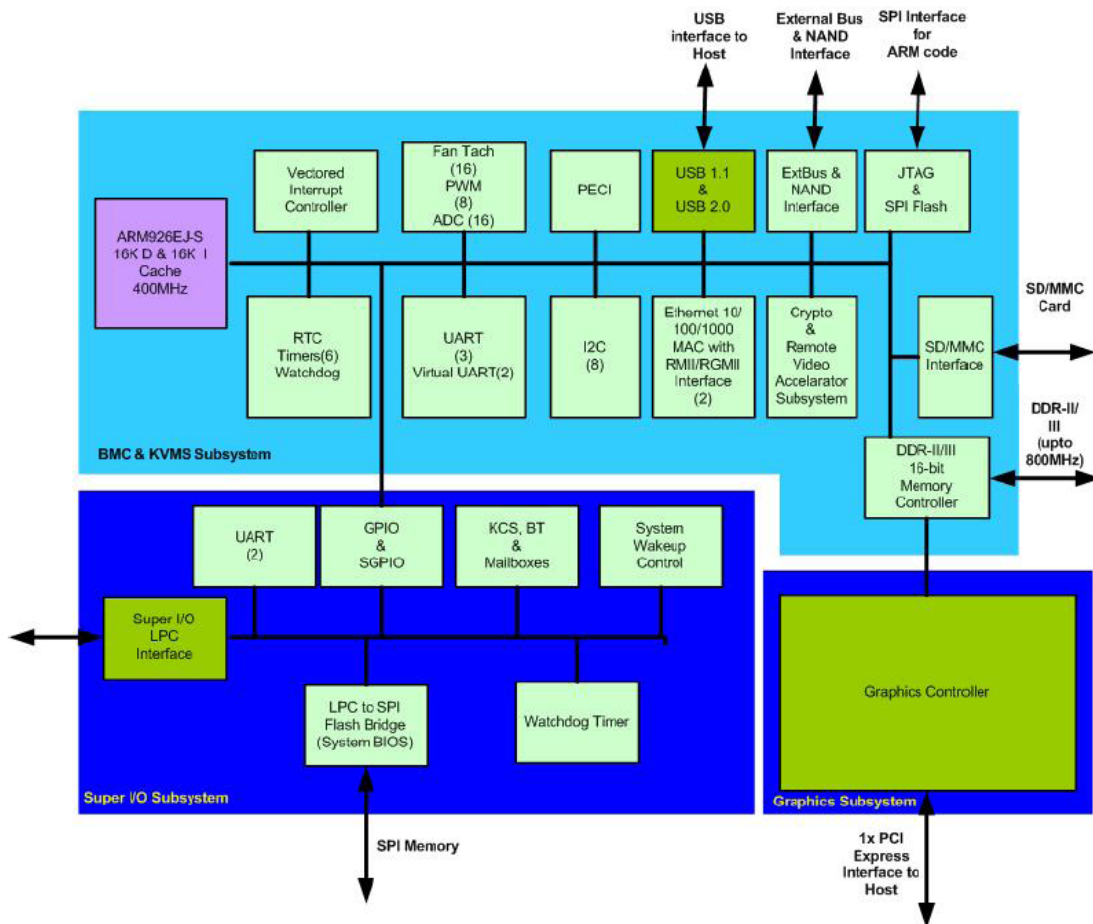 USB
interface to
Host
External Bus
& NAND
Interface
SPI Interface
for
ARM code
Vectored
Interrupt
Controller
Fan Tach
(16)
PWM
(8)
ADC (16)
PECI
USB 1.1
&
USB 2.0
ExtBus &
NAND
Interface
JTAG
&
SPI Flash
ARM926EJ-S
16K D & 16K I
Cache
400MHz
RTC
Timers(6)
Watchdog
UART
(3)
Virtual UART(2)
I2C
(8)
Ethernet 10/
100/1000
MAC with
RMII/RGMII
Interface
(2)
Crypto
&
Remote
Video
Accelarator
Subsystem
SD/MMC
Interface
SD/MMC
Card
BMC & KVMS Subsystem
DDR-II/III
16-bit
Memory
Controller
DDR-II/
III
(upto
800MHz)
UART
(2)
GPIO
&
SGPIO
KCS, BT
&
Mailboxes
System
Wakeup
Control
Super I/O
LPC
Interface
LPC to SPI
Flash Bridge
(System BIOS)
Watchdog Timer
Super I/O Subsystem
SPI Memory
Graphics Controller
Graphics Subsystem
1x PCI
Express
Interface to
Host